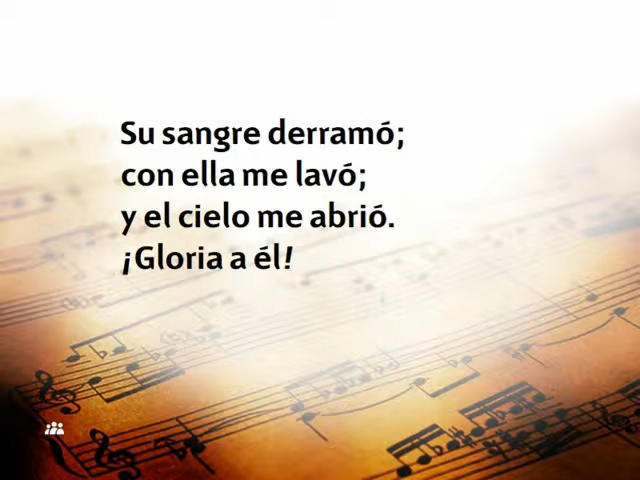 Su sangre derramó;
con ella me lavó;
y el cielo me abrió.
¡Gloria a él!